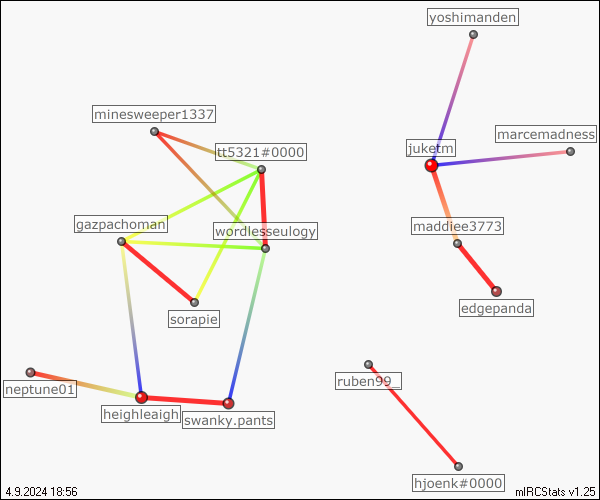 yoshimanden
minesweeper1337
marcemadness
juketm
tt5321#0000
gazpachoman
maddiee3773
wordlesseulogy
edgepanda
sorapie
ruben99_
neptune01
heighleaigh
swanky.pants
hjoenk#0000
4.9.2024 18:56
mIRCStats v1.25